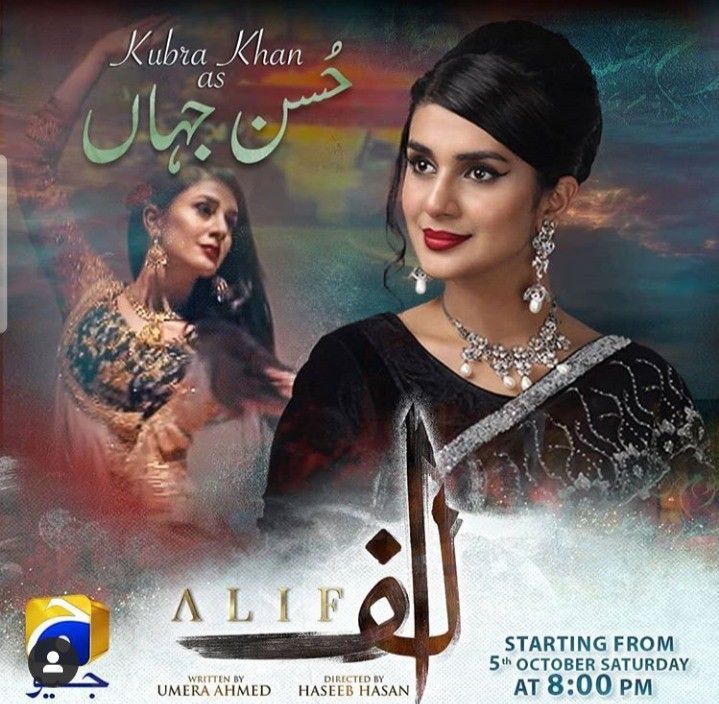 Kubra Khan
as
حُسن جہاں
الف
ALIF
WRITTEN BY
UMERA AHMED
DIRECTED BY
HASEEB HASAN
STARTING FROM
5th OCTOBER SATURDAY
AT 8:00 PM
جیو